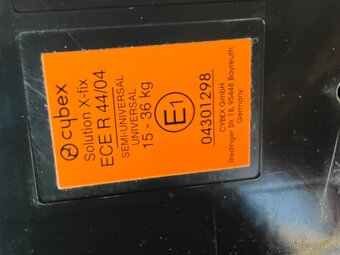 cybex
Solution X-fix
ECE R 44/04
SEMI-UNIVERSAL
UNIVERSAL
15 - 36 kg
E1
04301298
CYBEX GmbH
Riedinger Str. 18, 95448 Bayreuth
Germany